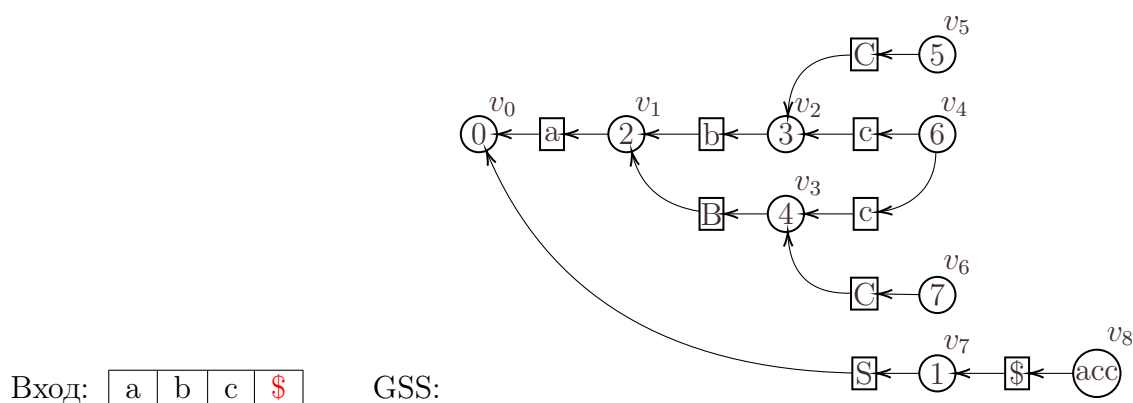 v5
C 5
v0 v1 v2 v4
0 a 2 b 3 c 6
v3
B 4 c
v6
C 7
v7 v8
S 1 $ acc
Вход: a b c $ GSS: